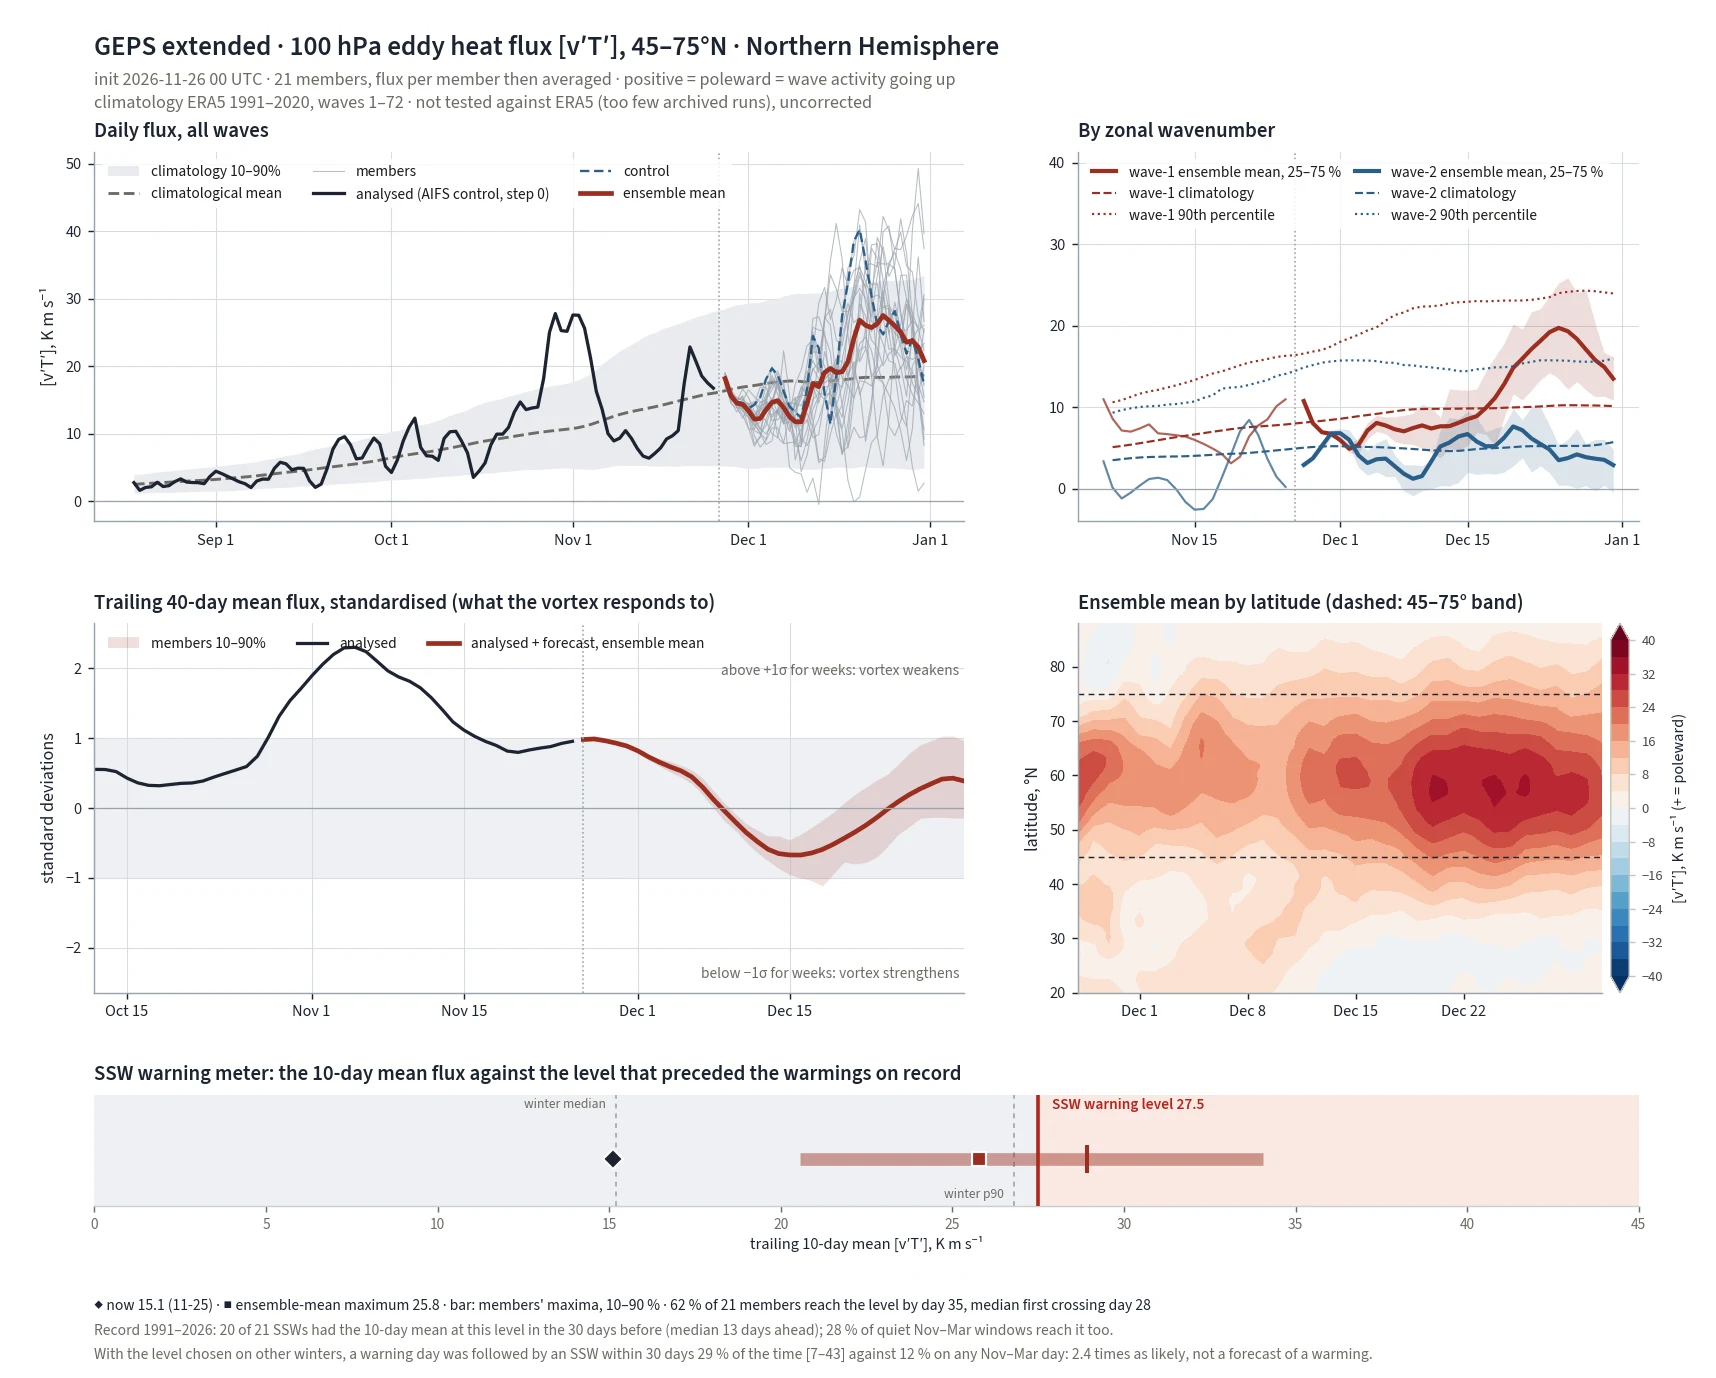 GEPS extended · 100 hPa eddy heat flux [v′T′], 45–75°N · Northern Hemisphere
init 2026-11-26 00 UTC · 21 members, flux per member then averaged · positive = poleward = wave activity going up
climatology ERA5 1991–2020, waves 1–72 · not tested against ERA5 (too few archived runs), uncorrected
Daily flux, all waves
climatology 10–90%
members
control
climatological mean
analysed (AIFS control, step 0)
ensemble mean
50
40
30
20
10
0
[v′T′], K m s⁻¹
Sep 1
Oct 1
Nov 1
Dec 1
Jan 1
By zonal wavenumber
wave-1 ensemble mean, 25–75 %
wave-2 ensemble mean, 25–75 %
wave-1 climatology
wave-2 climatology
wave-1 90th percentile
wave-2 90th percentile
40
30
20
10
0
Nov 15
Dec 1
Dec 15
Jan 1
Trailing 40-day mean flux, standardised (what the vortex responds to)
members 10–90%
analysed
analysed + forecast, ensemble mean
above +1σ for weeks: vortex weakens
below −1σ for weeks: vortex strengthens
2
1
0
−1
−2
standard deviations
Oct 15
Nov 1
Nov 15
Dec 1
Dec 15
Ensemble mean by latitude (dashed: 45–75° band)
80
70
60
50
40
30
20
latitude, °N
Dec 1
Dec 8
Dec 15
Dec 22
40
32
24
16
8
0
−8
−16
−24
−32
−40
[v′T′], K m s⁻¹ (+ = poleward)
SSW warning meter: the 10-day mean flux against the level that preceded the warmings on record
winter median
SSW warning level 27.5
winter p90
0
5
10
15
20
25
30
35
40
45
trailing 10-day mean [v′T′], K m s⁻¹
◆ now 15.1 (11-25) · ■ ensemble-mean maximum 25.8 · bar: members' maxima, 10–90 % · 62 % of 21 members reach the level by day 35, median first crossing day 28
Record 1991–2026: 20 of 21 SSWs had the 10-day mean at this level in the 30 days before (median 13 days ahead); 28 % of quiet Nov–Mar windows reach it too.
With the level chosen on other winters, a warning day was followed by an SSW within 30 days 29 % of the time [7–43] against 12 % on any Nov–Mar day: 2.4 times as likely, not a forecast of a warming.